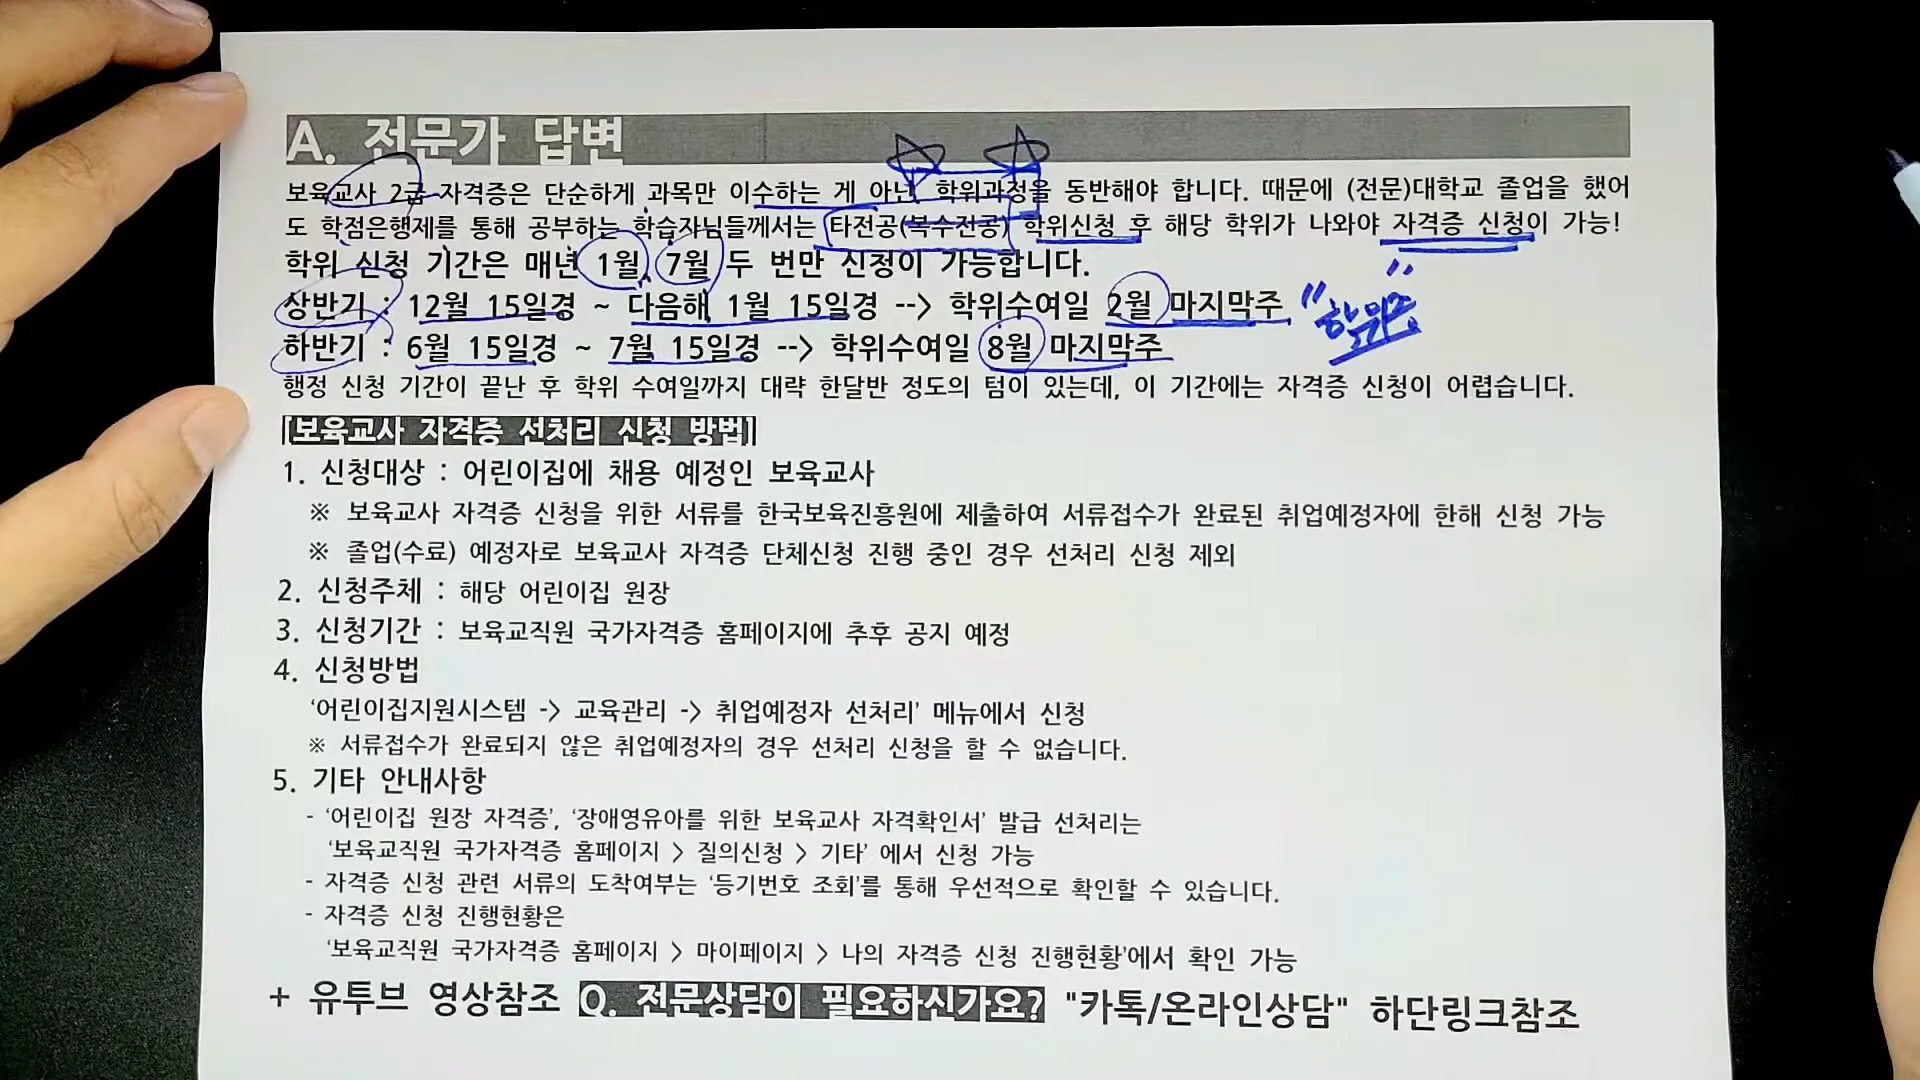 A. 전문가 답변
보육교사 2급 자격증은 단순하게 과목만 이수하는 게 아닌, 학위과정을 동반해야 합니다. 때문에 (전문)대학교 졸업을 했어
도 학점은행제를 통해 공부하는 학습자님들께서는 타전공(복수전공) 학위신청 후 해당 학위가 나와야 자격증 신청이 가능!
학위 신청 기간은 매년 1월, 7월 두 번만 신청이 가능합니다.
상반기 : 12월 15일경 ~ 다음해 1월 15일경 --> 학위수여일 2월 마지막주
하반기 : 6월 15일경 ~ 7월 15일경 --> 학위수여일 8월 마지막주
행정 신청 기간이 끝난 후 학위 수여일까지 대략 한달반 정도의 텀이 있는데, 이 기간에는 자격증 신청이 어렵습니다.
[보육교사 자격증 선처리 신청 방법]
1. 신청대상 : 어린이집에 채용 예정인 보육교사
※ 보육교사 자격증 신청을 위한 서류를 한국보육진흥원에 제출하여 서류접수가 완료된 취업예정자에 한해 신청 가능
※ 졸업(수료) 예정자로 보육교사 자격증 단체신청 진행 중인 경우 선처리 신청 제외
2. 신청주체 : 해당 어린이집 원장
3. 신청기간 : 보육교직원 국가자격증 홈페이지에 추후 공지 예정
4. 신청방법
'어린이집지원시스템 -> 교육관리 -> 취업예정자 선처리' 메뉴에서 신청
※ 서류접수가 완료되지 않은 취업예정자의 경우 선처리 신청을 할 수 없습니다.
5. 기타 안내사항
- '어린이집 원장 자격증', '장애영유아를 위한 보육교사 자격확인서' 발급 선처리는
'보육교직원 국가자격증 홈페이지 > 질의신청 > 기타' 에서 신청 가능
- 자격증 신청 관련 서류의 도착여부는 '등기번호 조회'를 통해 우선적으로 확인할 수 있습니다.
- 자격증 신청 진행현황은
'보육교직원 국가자격증 홈페이지 > 마이페이지 > 나의 자격증 신청 진행현황'에서 확인 가능
+ 유투브 영상참조 Q. 전문상담이 필요하신가요? "카톡/온라인상담" 하단링크참조